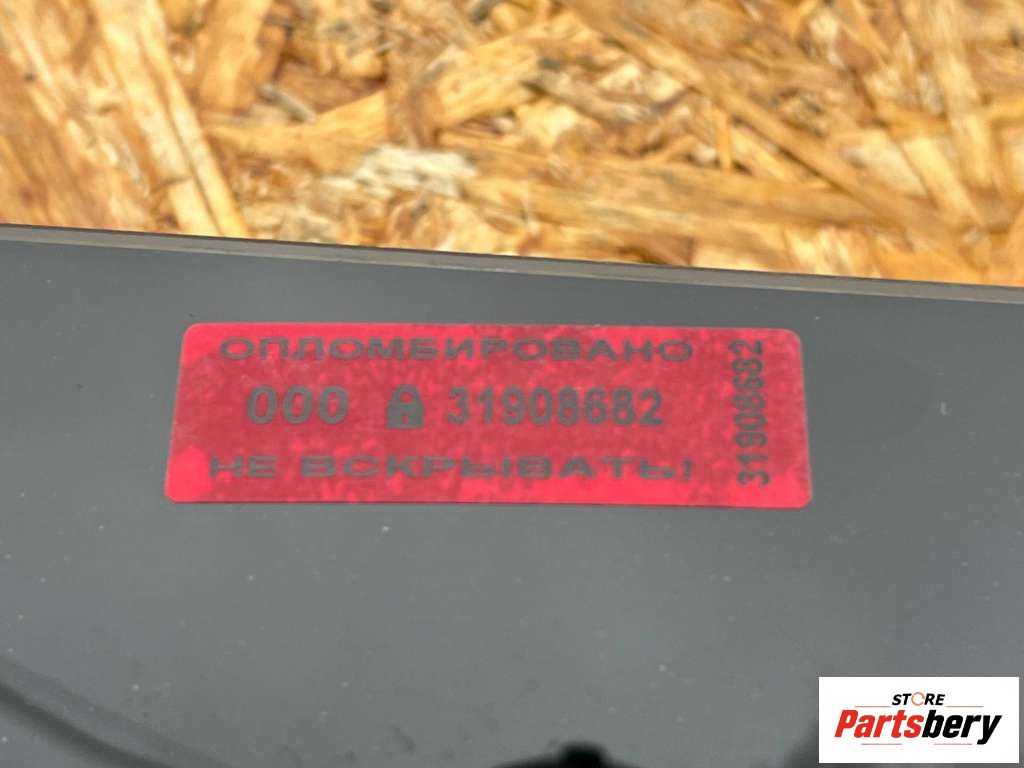 ОПЛОМБИРОВАНО
000 31908682
НЕ ВСКРЫВАТЬ!
31908682
STORE
Partsbery